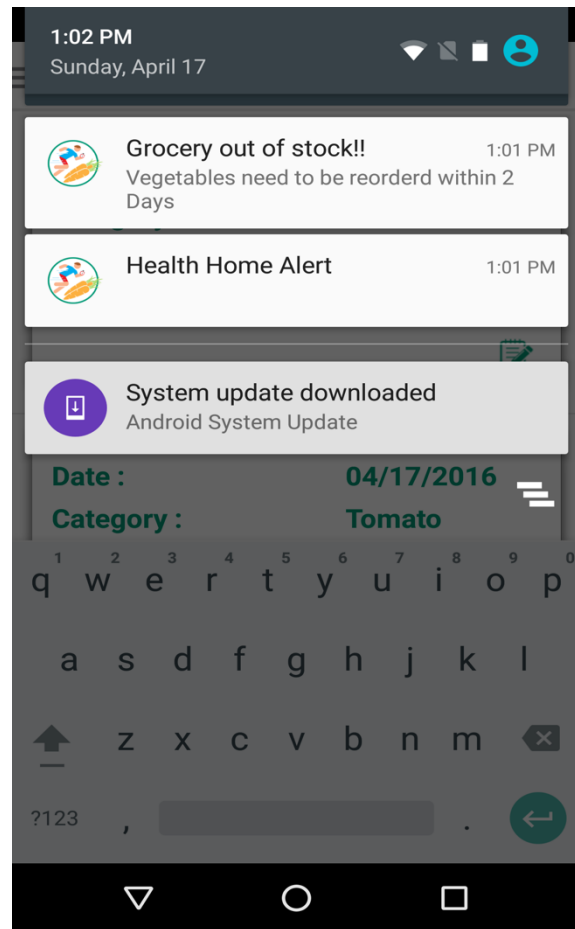 1:02 PM
Sunday, April 17
Grocery out of stock!! 1:01 PM
Vegetables need to be reorderd within 2
Days
Health Home Alert 1:01 PM
System update downloaded
Android System Update
Date : 04/17/2016
Category : Tomato
1 2 3 4 5 6 7 8 9 0
q w e r t y u i o p
a s d f g h j k l
z x c v b n m
?123 , .